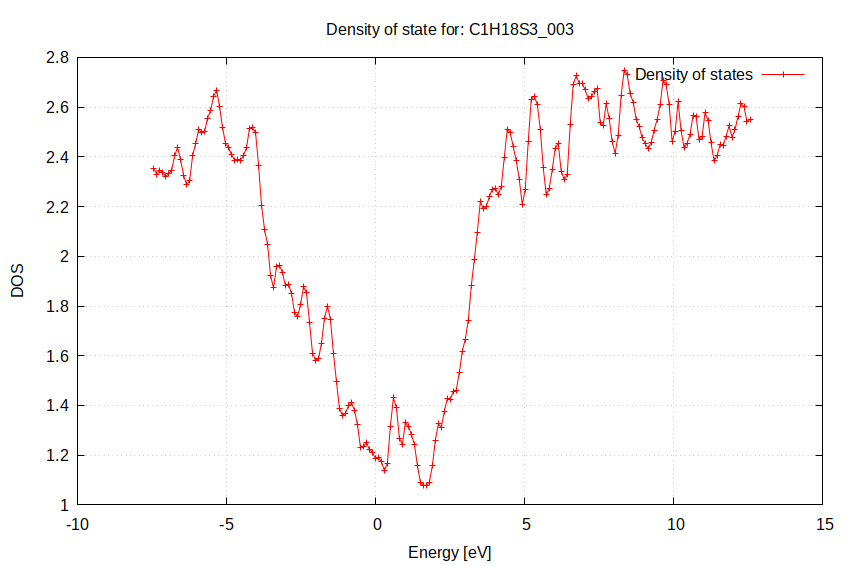 Density of state for: C1H18S3_003
Density of states
2.8
2.6
2.4
2.2
2
1.8
1.6
1.4
1.2
1
DOS
-10 -5 0 5 10 15
Energy [eV]